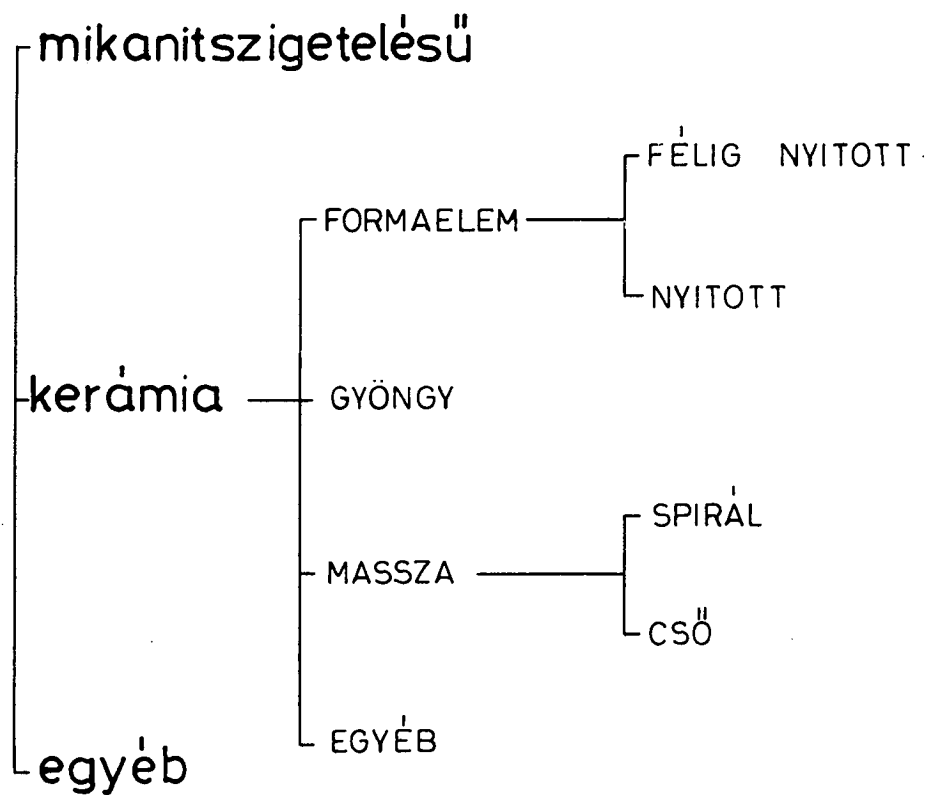 mikanitszigetelésű
FÉLIG NYITOTT
FORMAELEM
NYITOTT
kerámia
GYÖNGY
SPIRÁL
MASSZA
CSŐ
EGYÉB
egyéb